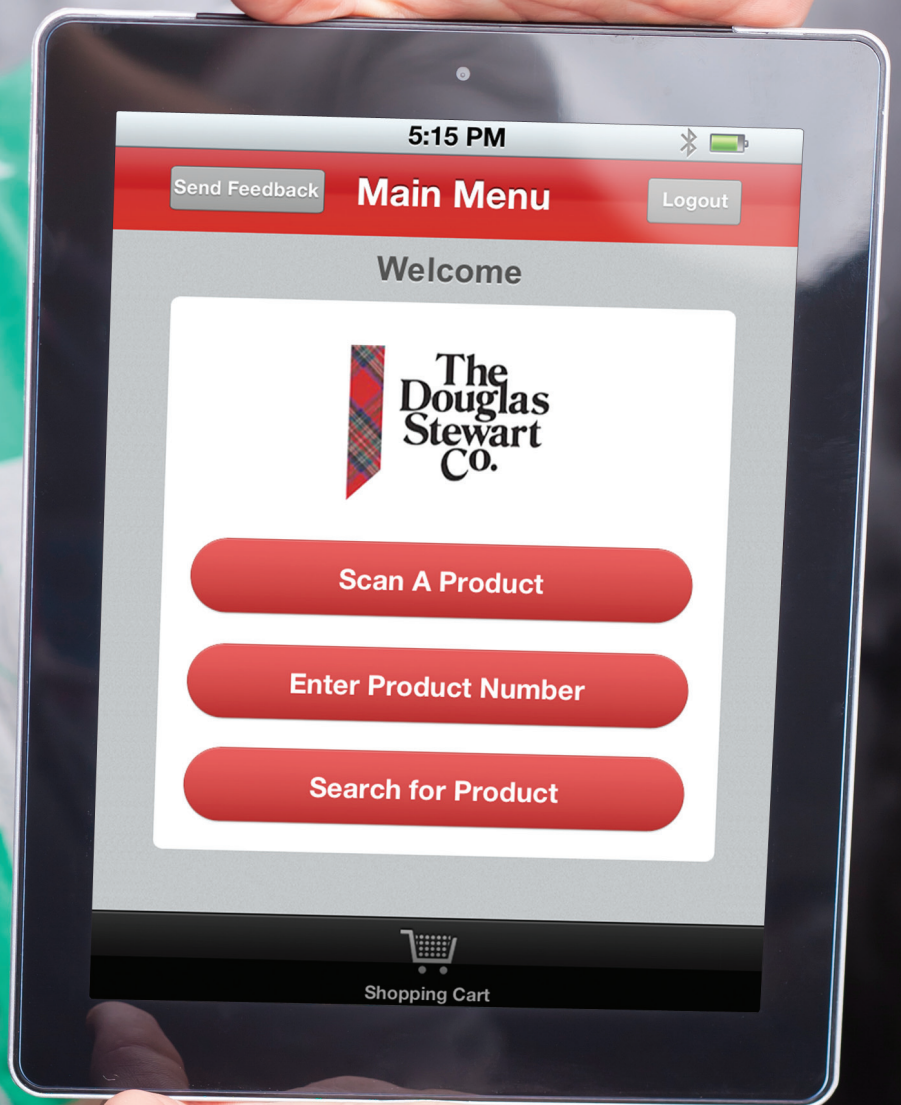 5:15 PM
Send Feedback
Main Menu
Logout
Welcome
The
Douglas
Stewart
Co.
Scan A Product
Enter Product Number
Search for Product
Shopping Cart